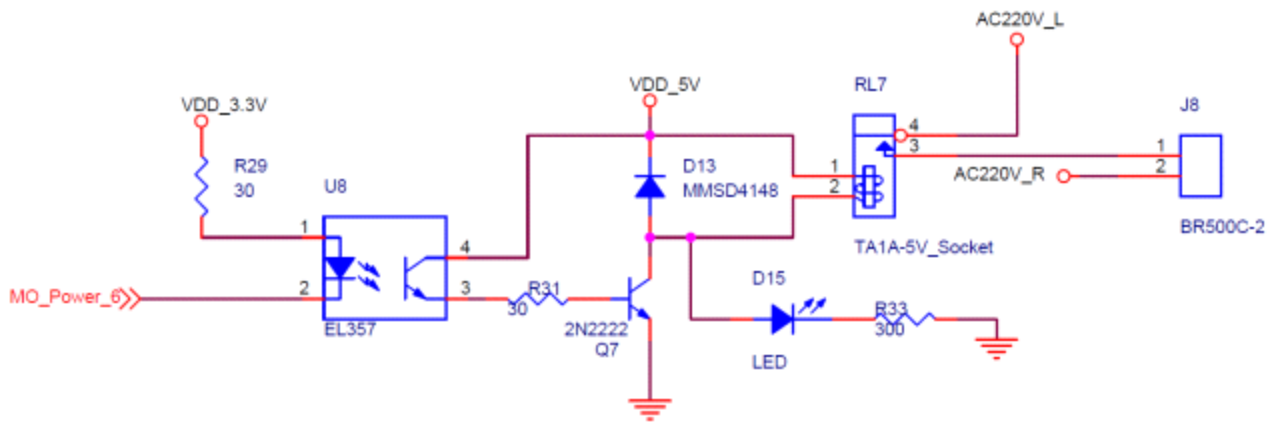 AC220V_L
RL7
VDD_5V
J8
VDD_3.3V
4
3
1
2
R29
30
D13
MMSD4148
U8
1
2
AC220V_R
BR500C-2
1
4
TA1A-5V_Socket
D15
MO_Power_6
2
3
R31
30
R33
300
2N2222
Q7
EL357
LED